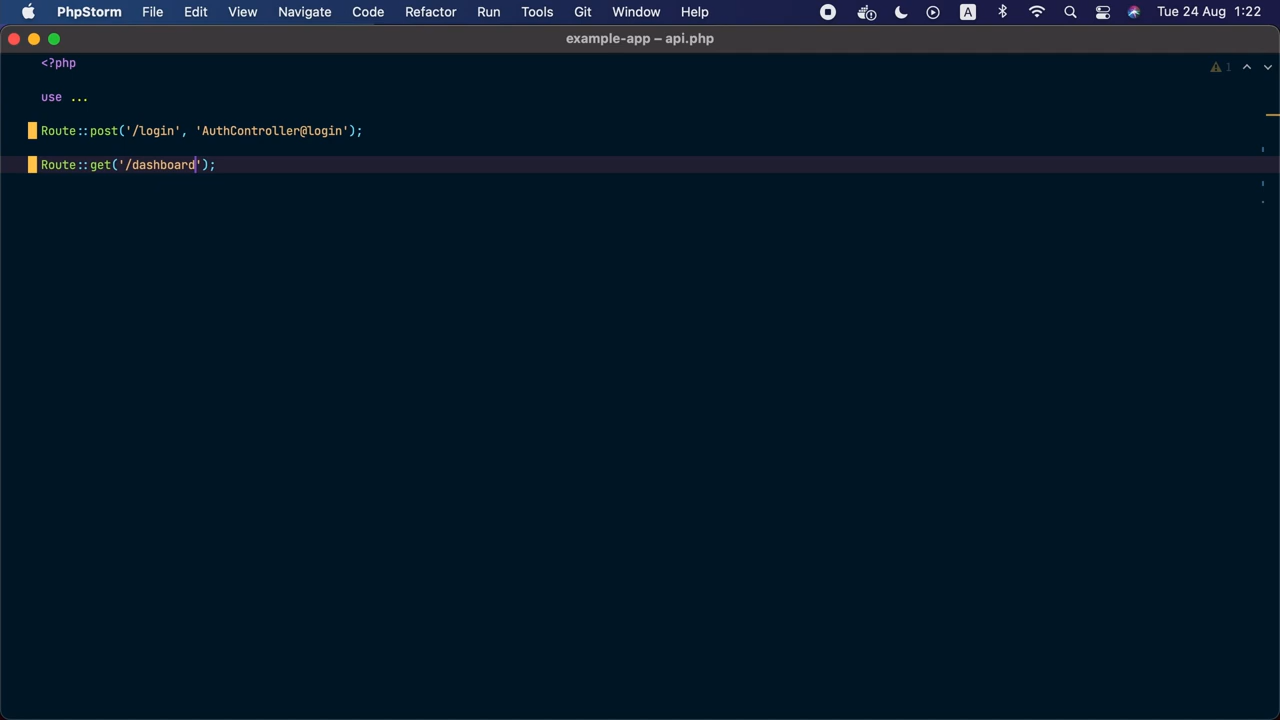 PhpStorm File Edit View Navigate Code Refactor Run Tools Git Window Help A Tue 24 Aug 1:22
example-app – api.php
<?php
1
use ...
Route::post('/login', 'AuthController@login');
Route::get('/dashboard');